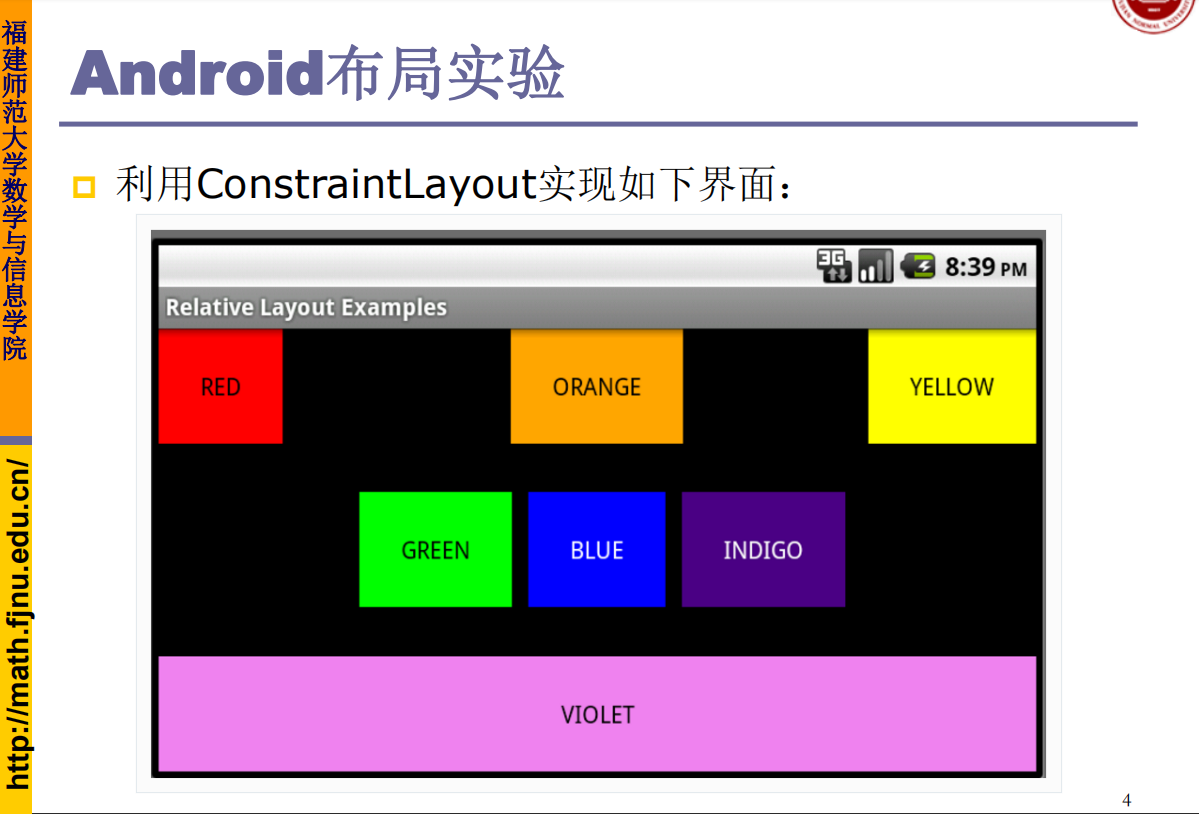 福建师范大学数学与信息学院
http://math.fjnu.edu.cn/
Android布局实验
利用ConstraintLayout实现如下界面：
3G
8:39 PM
Relative Layout Examples
RED
ORANGE
YELLOW
GREEN
BLUE
INDIGO
VIOLET
4